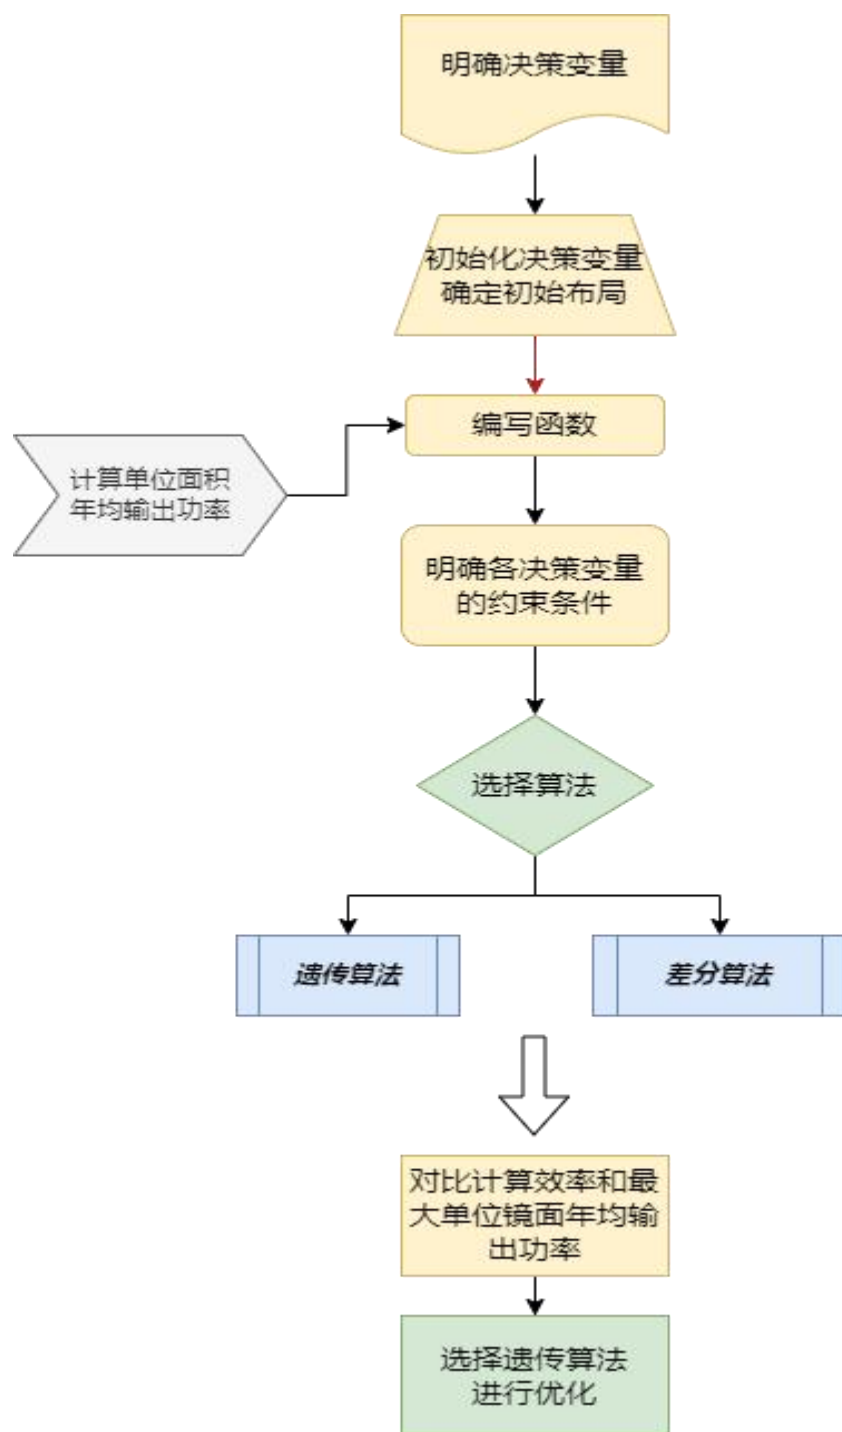 明确决策变量
初始化决策变量
确定初始布局
编写函数
计算单位面积
年均输出功率
明确各决策变量
的约束条件
选择算法
遗传算法
差分算法
对比计算效率和最
大单位镜面年均输
出功率
选择遗传算法
进行优化